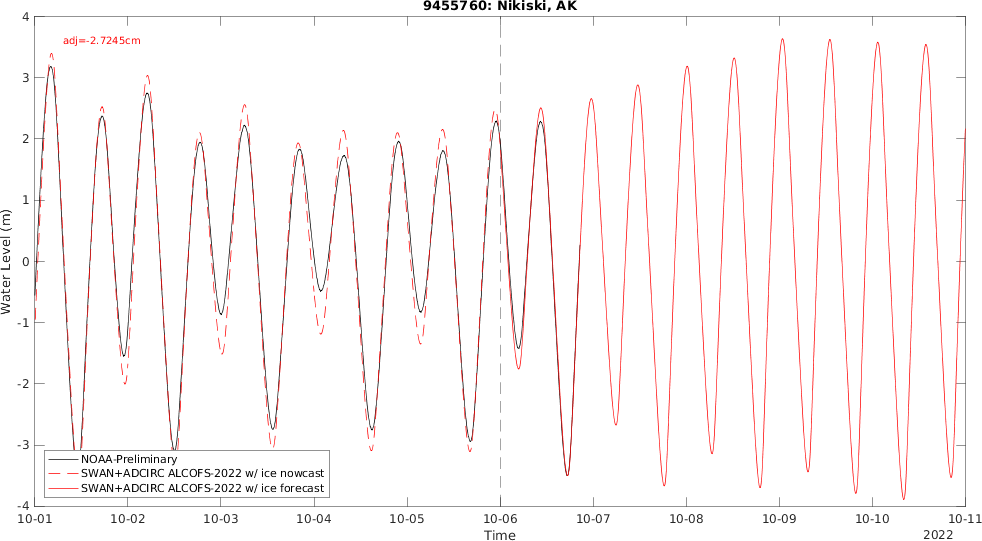 9455760: Nikiski, AK
adj=-2.7245cm
4
3
2
1
0
-1
-2
-3
-4
Water Level (m)
NOAA-Preliminary
SWAN+ADCIRC ALCOFS-2022 w/ ice nowcast
SWAN+ADCIRC ALCOFS-2022 w/ ice forecast
10-01 10-02 10-03 10-04 10-05 10-06 10-07 10-08 10-09 10-10 10-11
Time
2022